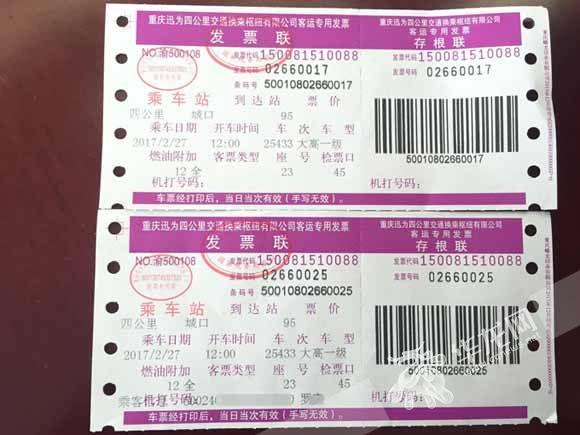 重庆迅为四公里交通换乘枢纽有限公司客运专用发票
发票联
NO.渝500108
发票代码 150081510088
发票号码 02660017
条码号 50010802660017
乘车站 到达站 票价
四公里 城口 95
乘车日期 开车时间 车次 车型
2017/2/27 12:00 25433 大高一级
燃油附加 客票类型 座号 检票口
12 全 23 45
机打号码:
车票经打印后,当日当次有效(手写无效)
重庆迅为四公里交通换乘枢纽有限公司
客运专用发票
存根联
发票代码 150081510088
发票号码 02660017
50010802660017
机打号码:
重庆迅为四公里交通换乘枢纽有限公司客运专用发票
发票联
NO.渝500108
发票代码 150081510088
发票号码 02660025
条码号 50010802660025
乘车站 到达站 票价
四公里 城口 95
乘车日期 开车时间 车次 车型
2017/2/27 12:00 25433 大高一级
燃油附加 客票类型 座号 检票口
12 全 23 45
机打号码:
50024
车票经打印后,当日当次有效(手写无效)
重庆迅为四公里交通换乘枢纽有限公司
客运专用发票
存根联
发票代码 150081510088
发票号码 02660025
50010802660025
机打号码:
华龙网